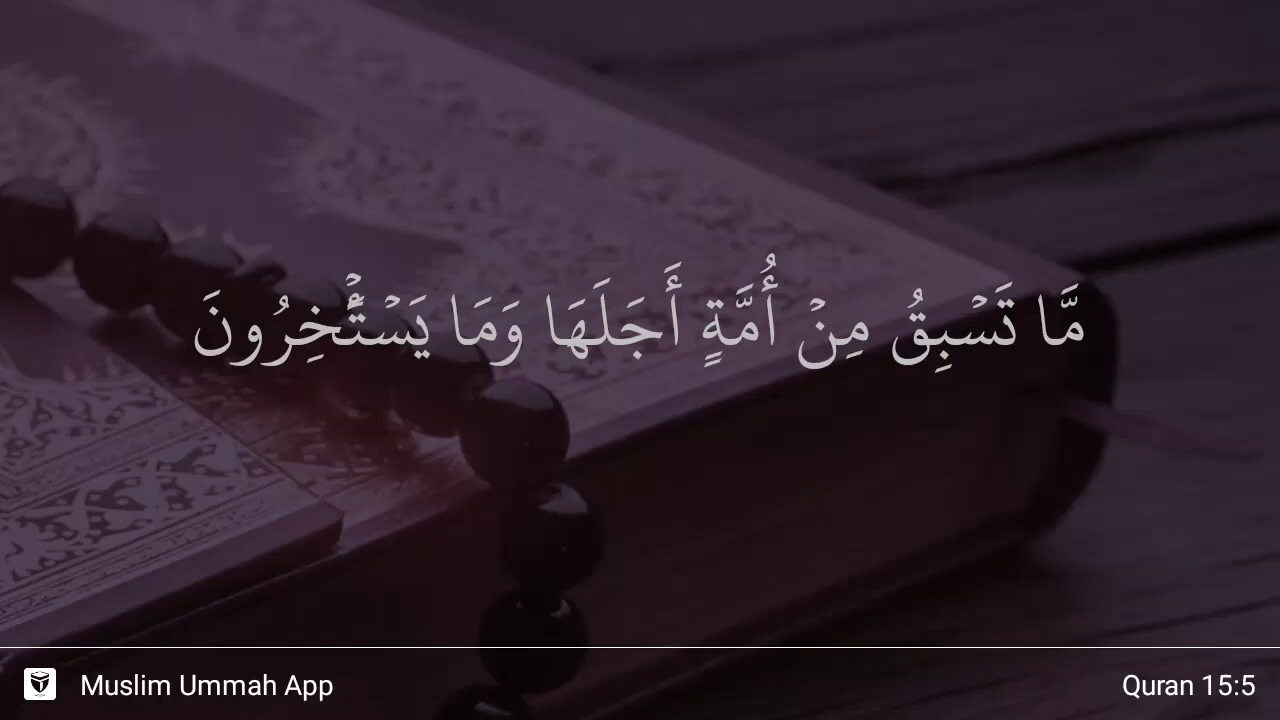 مَّا تَسۡبِقُ مِنۡ أُمَّةٍ أَجَلَهَا وَمَا يَسۡتَـٔۡخِرُونَ
Muslim Ummah App
Quran 15:5